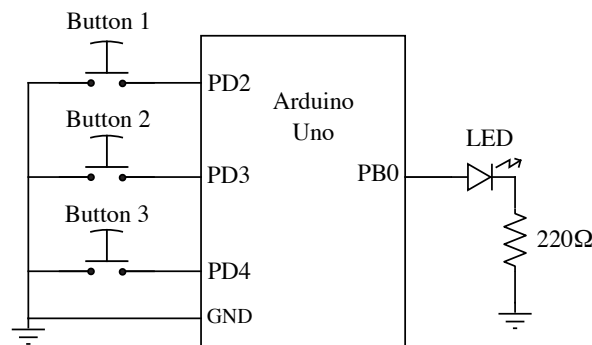 Button 1
PD2
Arduino
Uno
Button 2
LED
PD3
PB0
Button 3
220Ω
PD4
GND